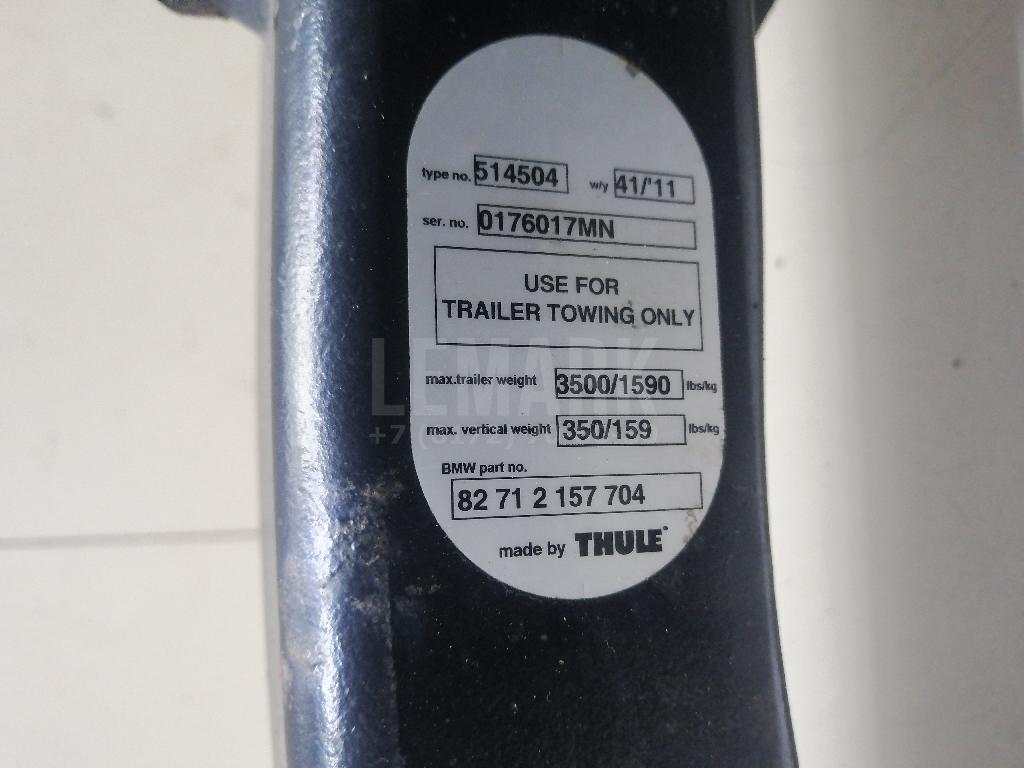 type no. 514504 w/y 41/'11
ser. no. 0176017MN
USE FOR
TRAILER TOWING ONLY
LEMARK
max.trailer weight 3500/1590 lbs/kg
max. vertical weight 350/159 lbs/kg
BMW part no.
82 71 2 157 704
made by THULE